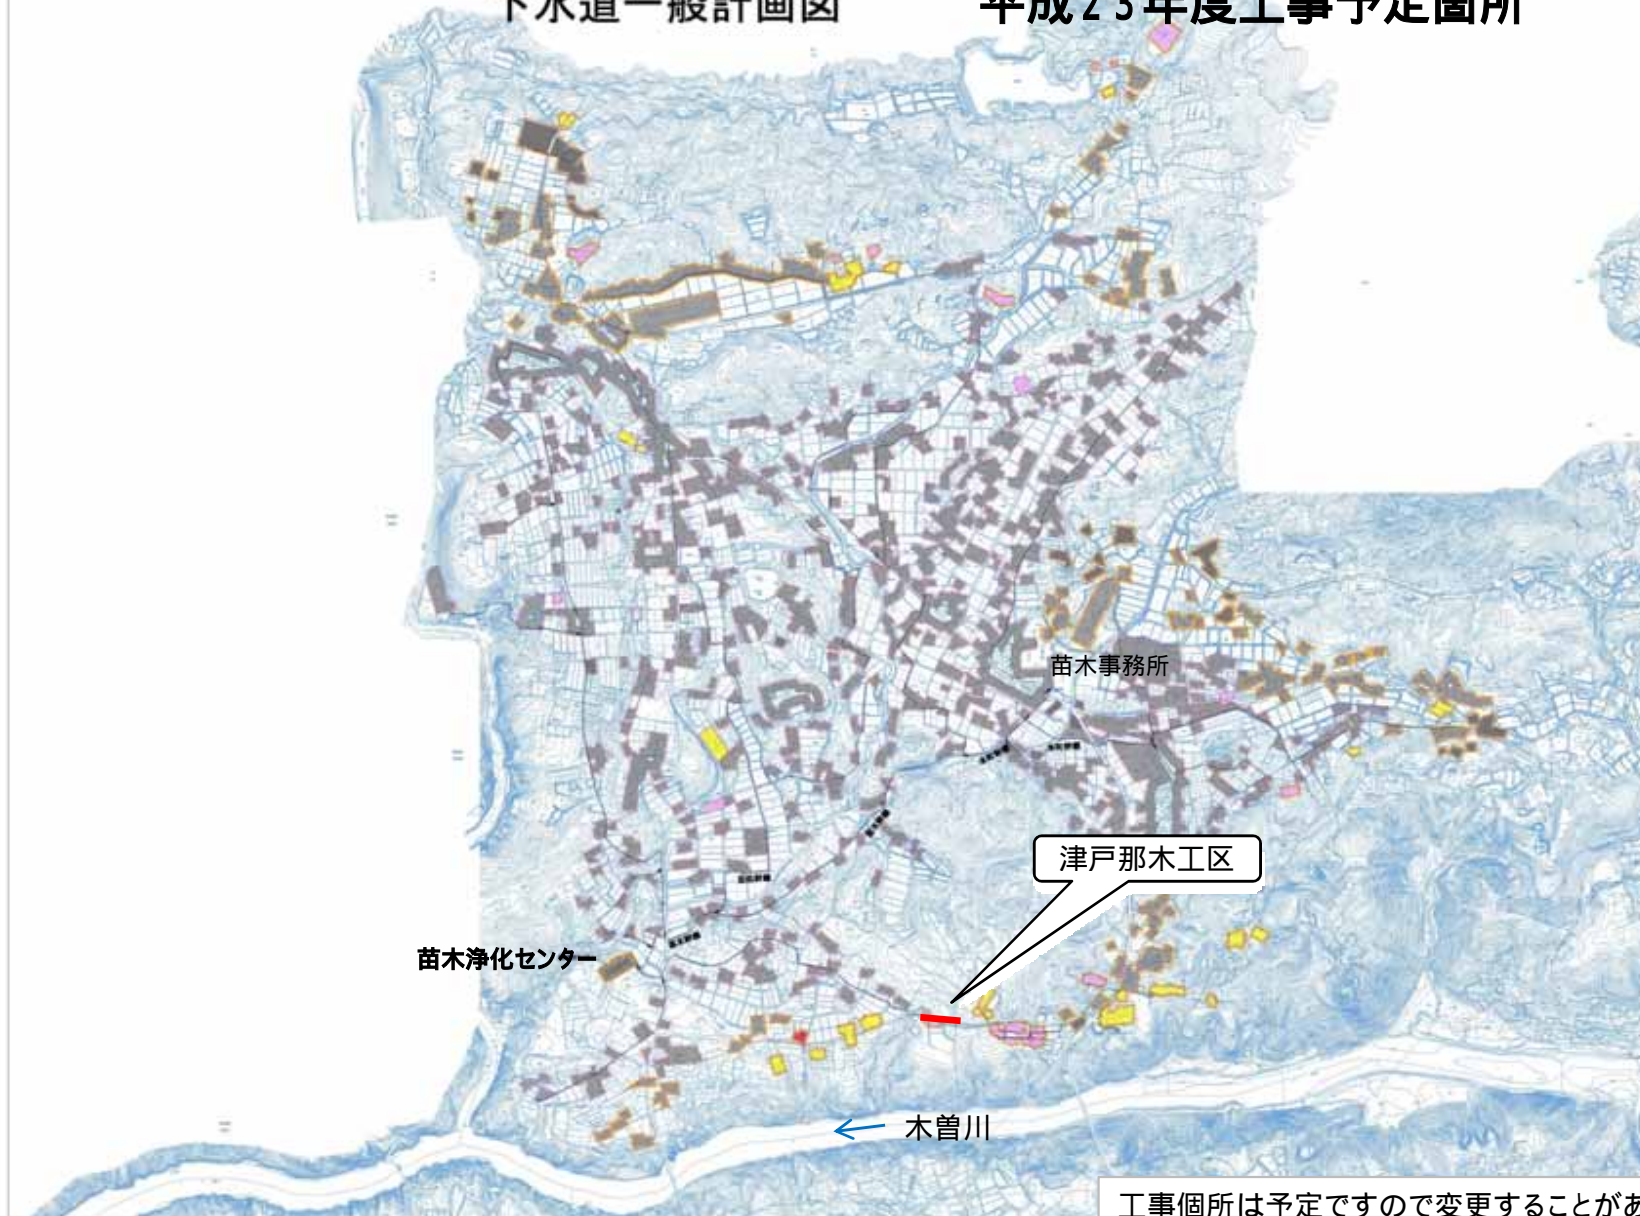 下水道一般計画図
平成23年度工事予定箇所
苗木事務所
津戸那木工区
苗木浄化センター
木曽川
工事個所は予定ですので変更することがあ